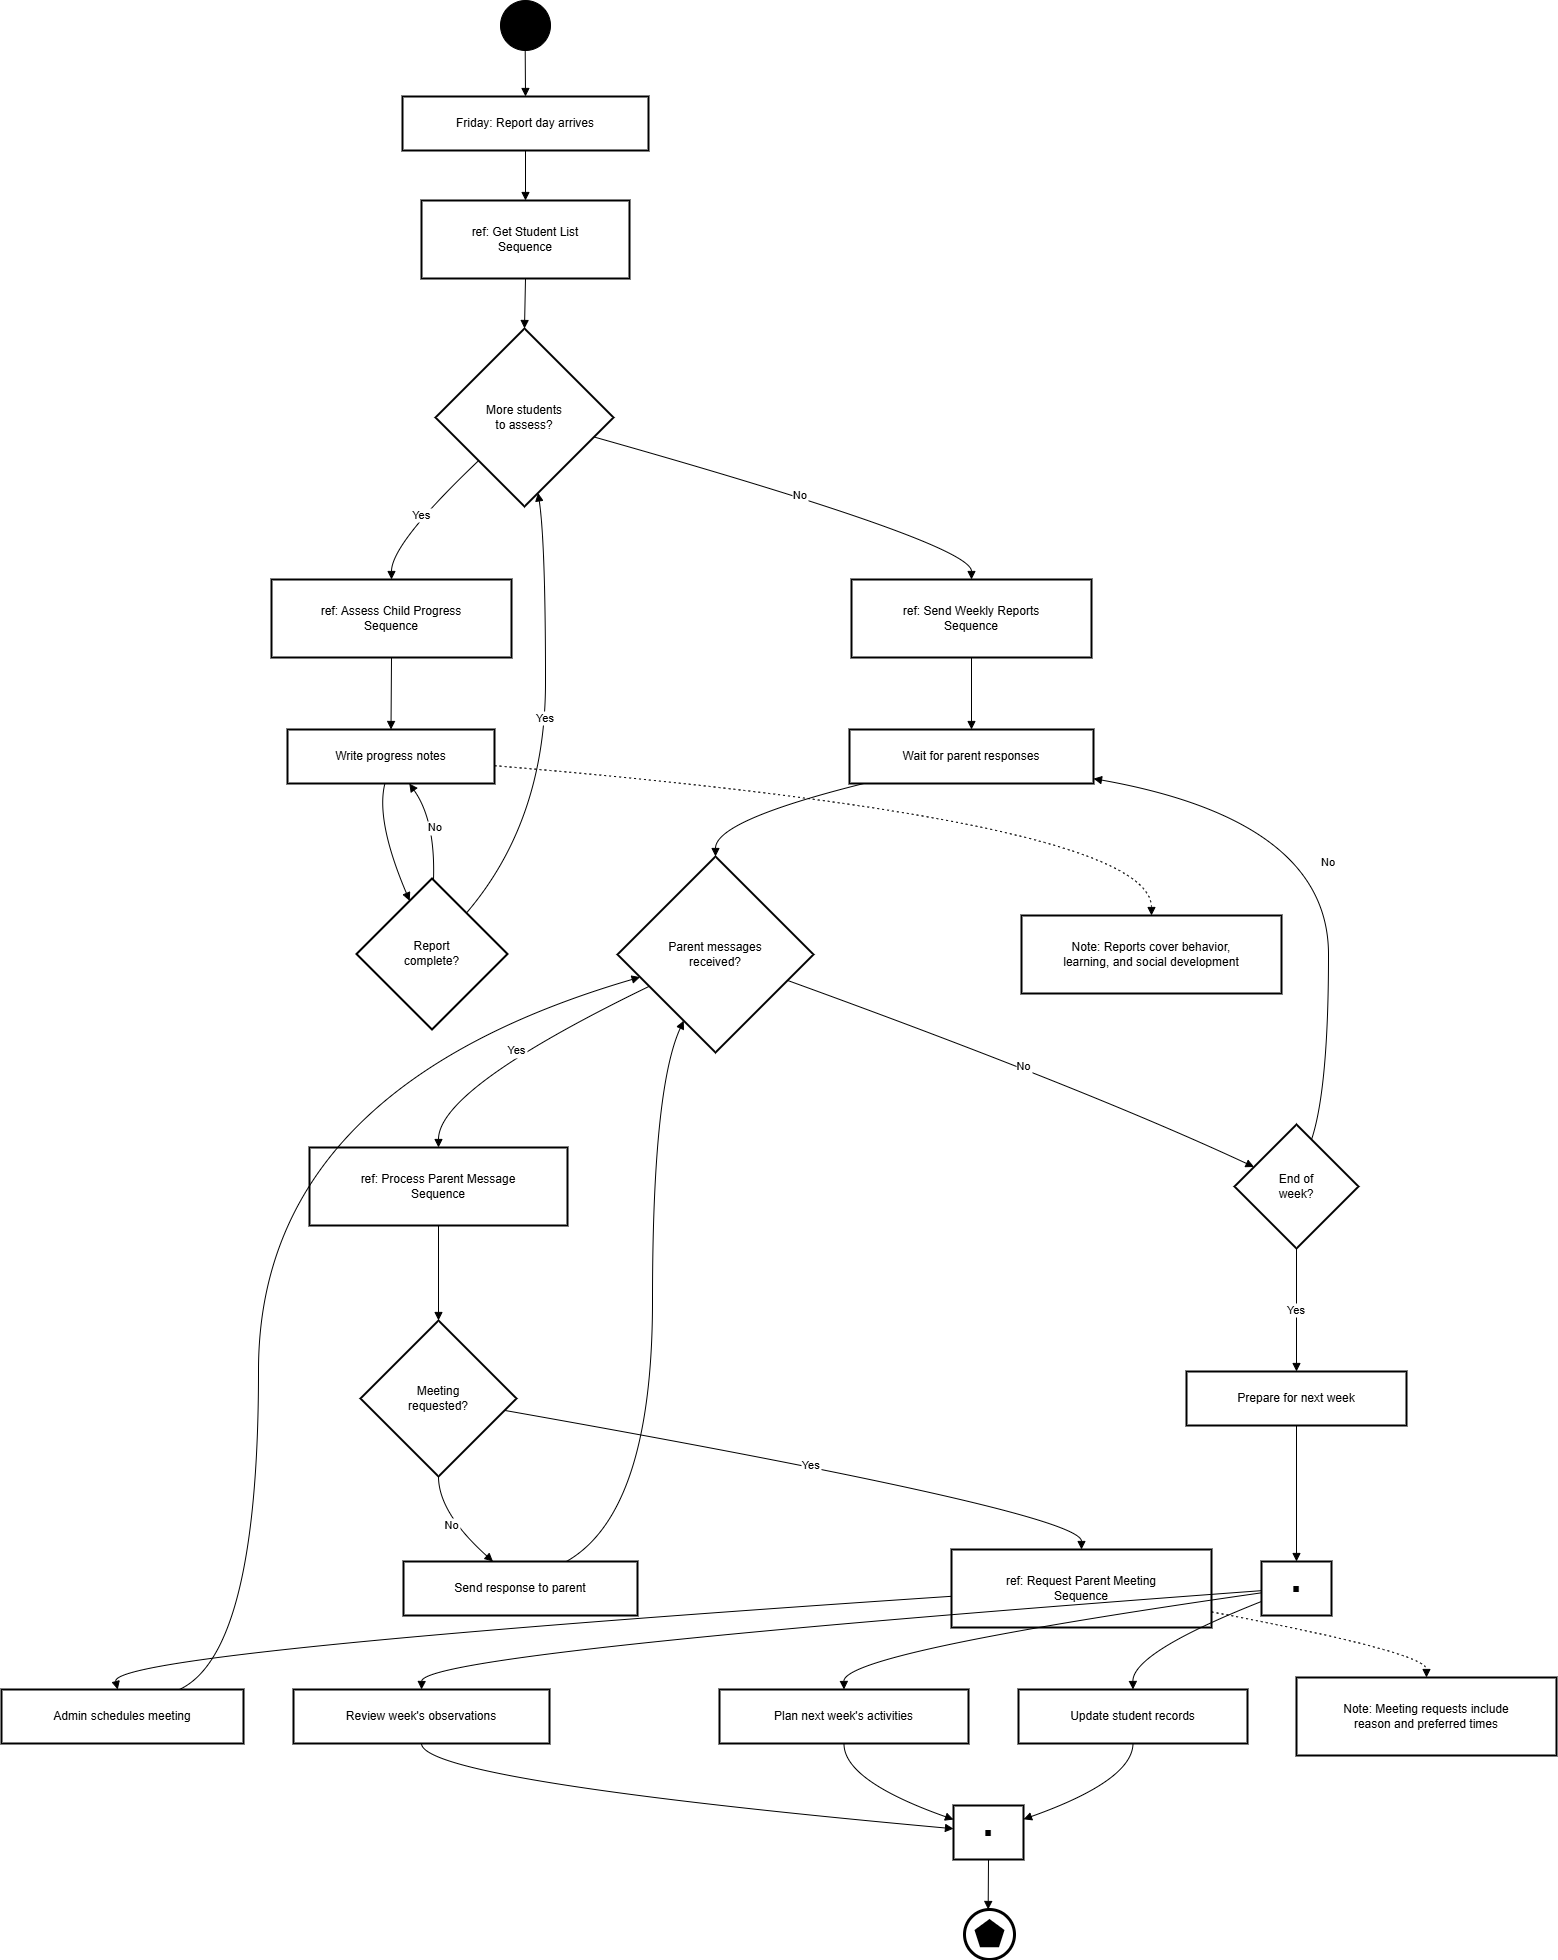 Friday: Report day arrives
ref: Get Student List
Sequence
More students
to assess?
Yes
No
ref: Assess Child Progress
Sequence
ref: Send Weekly Reports
Sequence
Yes
Write progress notes
Wait for parent responses
No
No
Report
complete?
Parent messages
received?
Note: Reports cover behavior,
learning, and social development
Yes
No
ref: Process Parent Message
Sequence
End of
week?
Yes
Meeting
requested?
Prepare for next week
Yes
No
Send response to parent
ref: Request Parent Meeting
Sequence
Admin schedules meeting
Review week's observations
Plan next week's activities
Update student records
Note: Meeting requests include
reason and preferred times